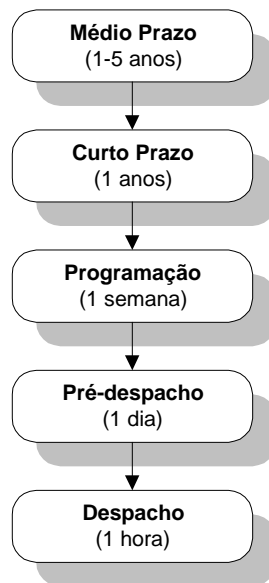 Médio Prazo
(1-5 anos)
Curto Prazo
(1 anos)
Programação
(1 semana)
Pré-despacho
(1 dia)
Despacho
(1 hora)